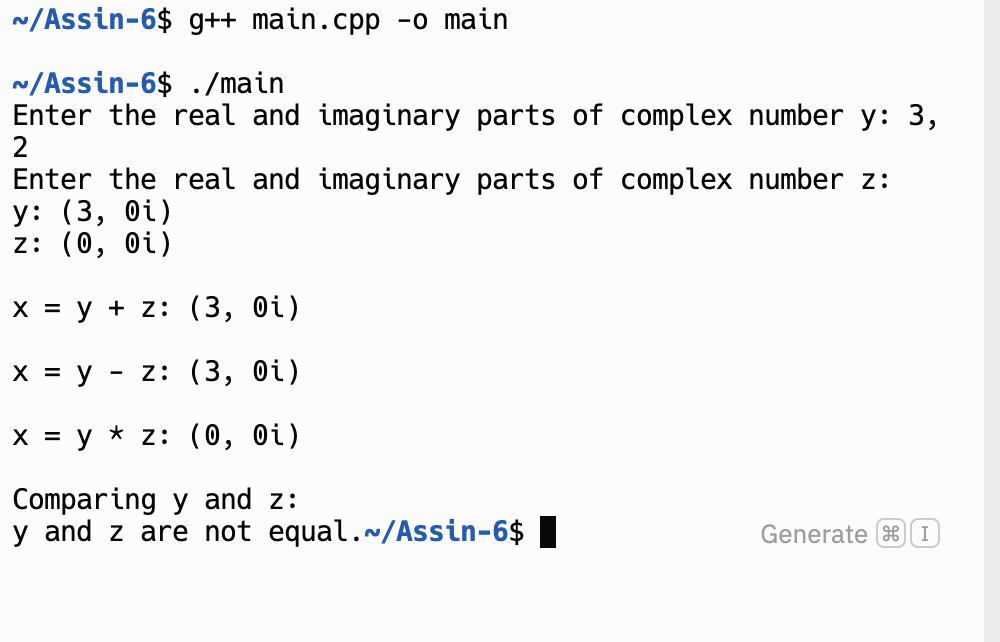 ~/Assin-6$ g++ main.cpp -o main
~/Assin-6$ ./main
Enter the real and imaginary parts of complex number y: 3,
2
Enter the real and imaginary parts of complex number z:
y: (3, 0i)
z: (0, 0i)
x = y + z: (3, 0i)
x = y - z: (3, 0i)
x = y * z: (0, 0i)
Comparing y and z:
y and z are not equal.~/Assin-6$
Generate ⌘ I